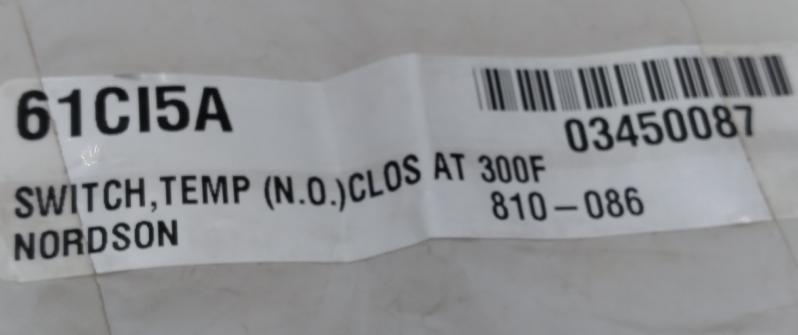 61CI5A
03450087
SWITCH,TEMP (N.O.)CLOS AT 300F
NORDSON 810-086